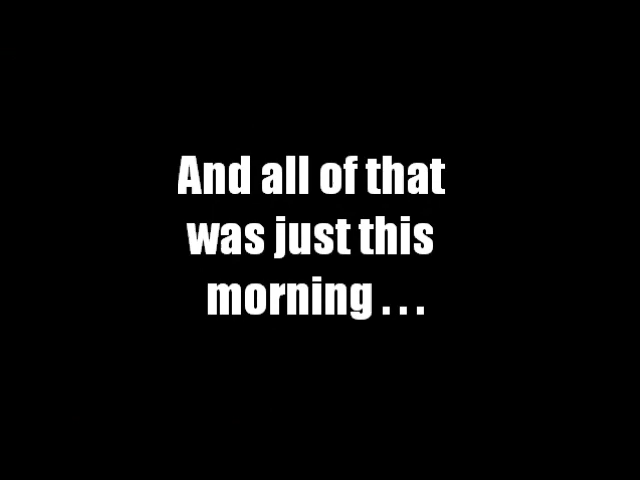 And all of that
was just this
morning . . .